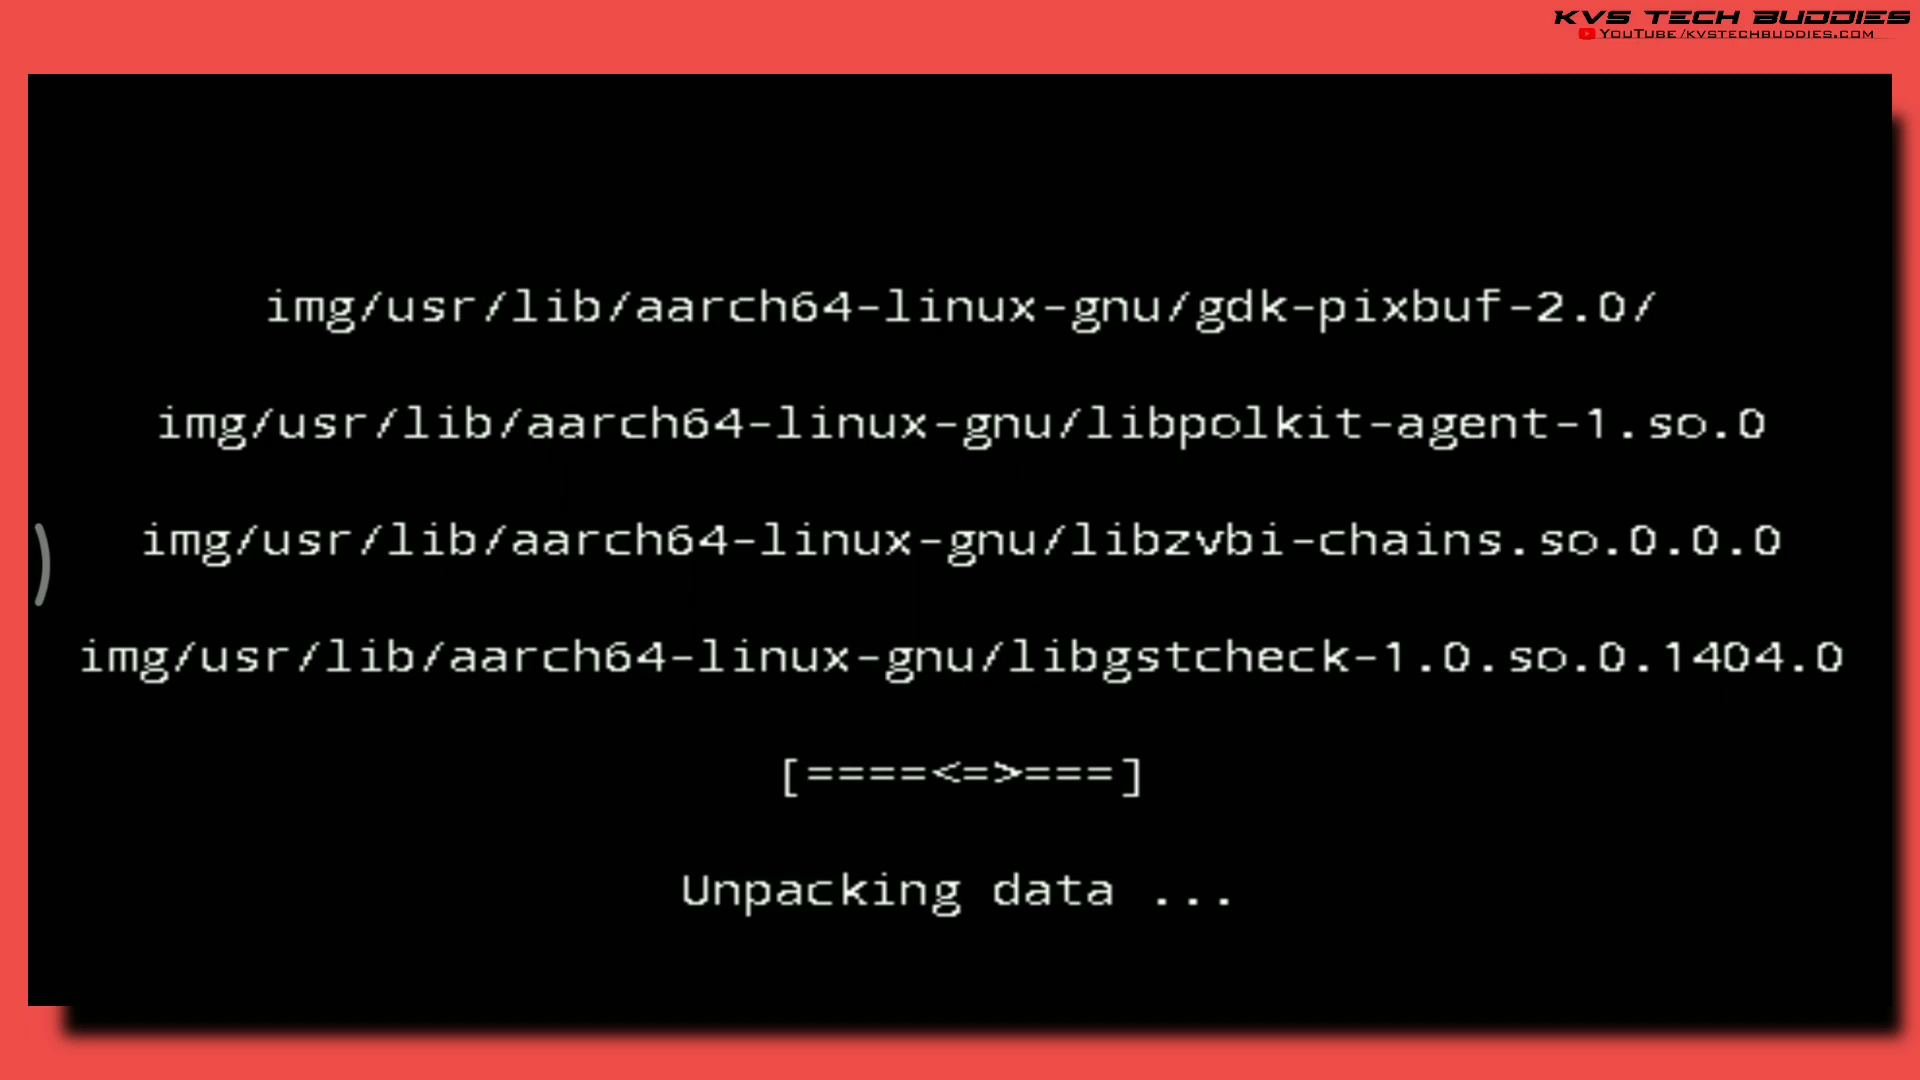 KVS TECH BUDDIES
YOUTUBE/KVSTECHBUDDIES.COM
img/usr/lib/aarch64-linux-gnu/gdk-pixbuf-2.0/
img/usr/lib/aarch64-linux-gnu/libpolkit-agent-1.so.0
img/usr/lib/aarch64-linux-gnu/libzvbi-chains.so.0.0.0
img/usr/lib/aarch64-linux-gnu/libgstcheck-1.0.so.0.1404.0
[====<=>===]
Unpacking data ...